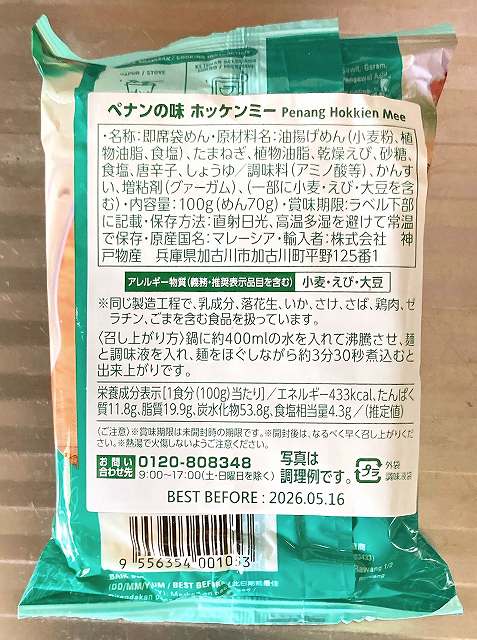 ペナンの味 ホッケンミー Penang Hokkien Mee
・名称:即席袋めん・原材料名:油揚げめん(小麦粉、植
物油脂、食塩)、たまねぎ、植物油脂、乾燥えび、砂糖、
食塩、唐辛子、しょうゆ/調味料(アミノ酸等)、かんす
い、増粘剤(グァーガム)、(一部に小麦・えび・大豆を含
む)・内容量:100g(めん70g)・賞味期限:ラベル下部
に記載・保存方法:直射日光、高温多湿を避けて常温
で保存・原産国名:マレーシア・輸入者:株式会社 神
戸物産 兵庫県加古川市加古川町平野125番1
アレルギー物質(義務・推奨表示品目を含む) 小麦・えび・大豆
※同じ製造工程で、乳成分、落花生、いか、さけ、さば、鶏肉、ゼ
ラチン、ごまを含む食品を扱っています。
〈召し上がり方〉鍋に約400mlの水を入れて沸騰させ、麺
と調味液を入れ、麺をほぐしながら約3分30秒煮込むと
出来上がりです。
栄養成分表示[1食分(100g)当たり]/エネルギー433kcal、たんぱく
質11.8g、脂質19.9g、炭水化物53.8g、食塩相当量4.3g/(推定値)
〈ご注意〉※賞味期限は未開封時の期限です。※開封後は、なるべく早く召し上がりくださ
い。※熱湯で火傷しないようご注意ください。
お問い合わせ先 0120-808348
9:00~17:00(土・日曜日を除く)
写真は
調理例です。
プラ
外袋
調味液袋
BEST BEFORE : 2026.05.16
9 556354 001053
(DD/MM/YUM / BEST BEFORE / 此日期前最佳